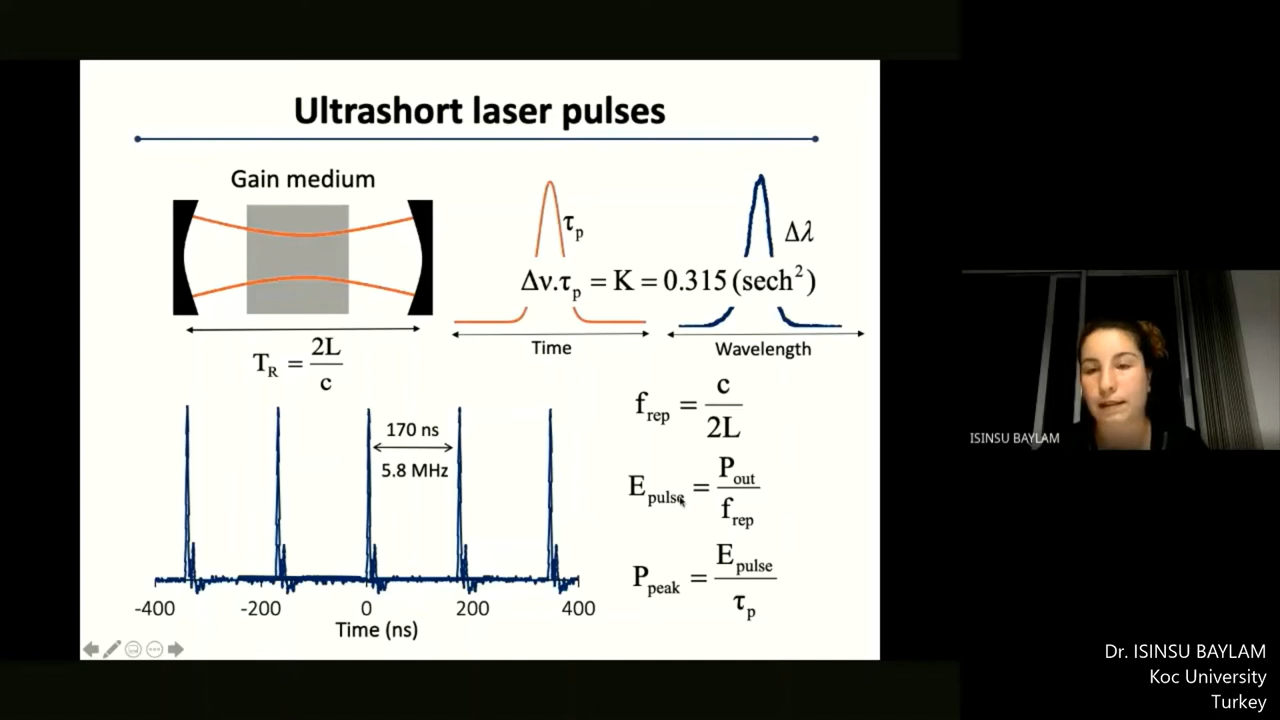 Ultrashort laser pulses
Gain medium
T_R = 2L / c
τ_p
Δλ
Δν.τ_p = K = 0.315 (sech²)
Time
Wavelength
170 ns
5.8 MHz
-400 -200 0 200 400
Time (ns)
f_rep = c / 2L
E_pulse = P_out / f_rep
P_peak = E_pulse / τ_p
ISINSU BAYLAM
Dr. ISINSU BAYLAM
Koc University
Turkey